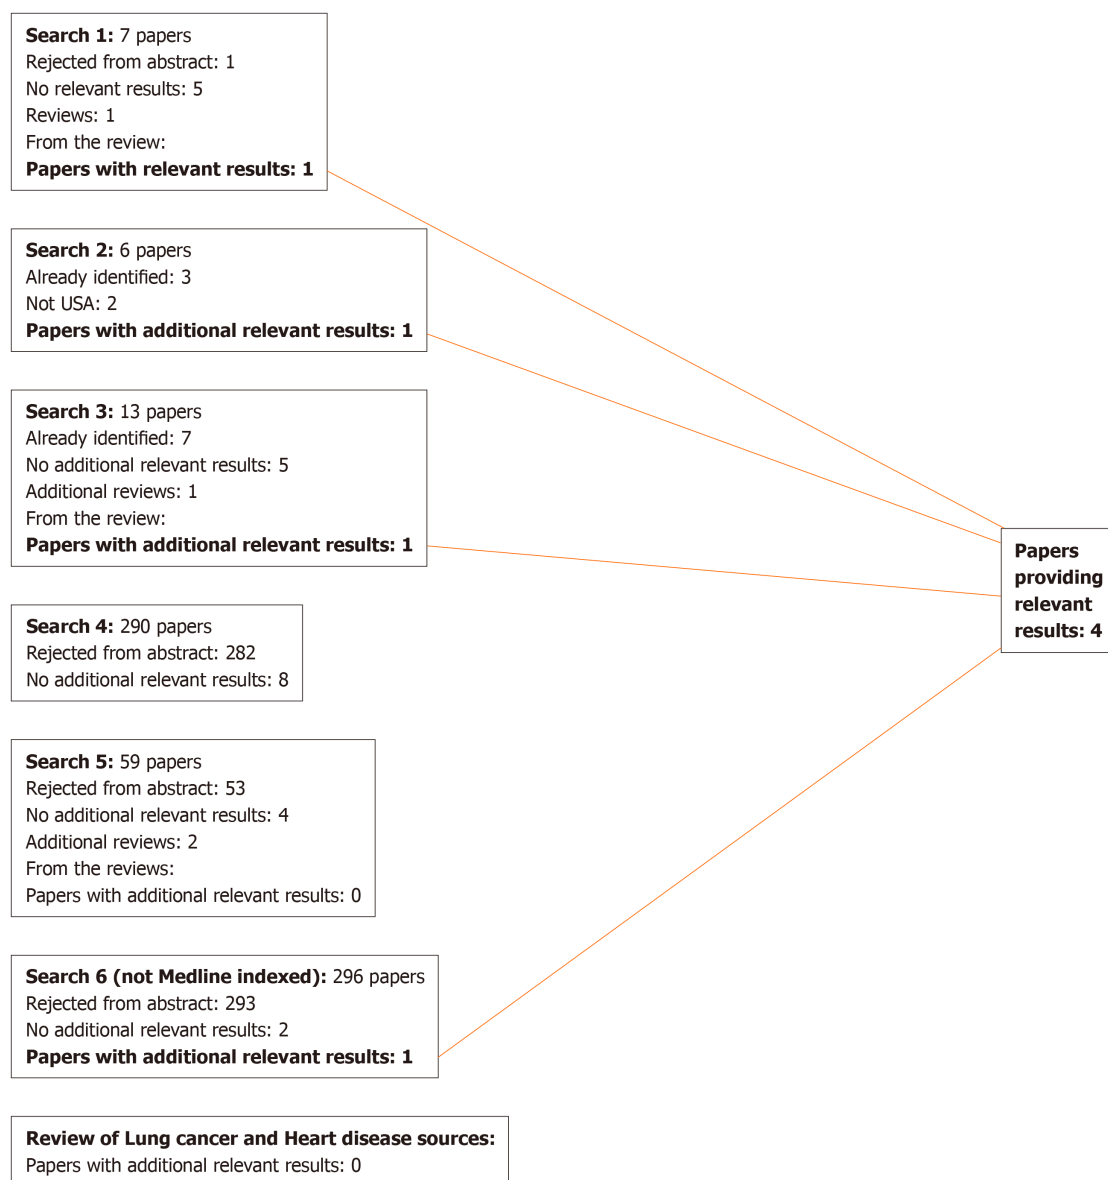 Search 1: 7 papers
Rejected from abstract: 1
No relevant results: 5
Reviews: 1
From the review:
Papers with relevant results: 1
Search 2: 6 papers
Already identified: 3
Not USA: 2
Papers with additional relevant results: 1
Search 3: 13 papers
Already identified: 7
No additional relevant results: 5
Additional reviews: 1
From the review:
Papers with additional relevant results: 1
Search 4: 290 papers
Rejected from abstract: 282
No additional relevant results: 8
Search 5: 59 papers
Rejected from abstract: 53
No additional relevant results: 4
Additional reviews: 2
From the reviews:
Papers with additional relevant results: 0
Search 6 (not Medline indexed): 296 papers
Rejected from abstract: 293
No additional relevant results: 2
Papers with additional relevant results: 1
Review of Lung cancer and Heart disease sources:
Papers with additional relevant results: 0
Papers
providing
relevant
results: 4